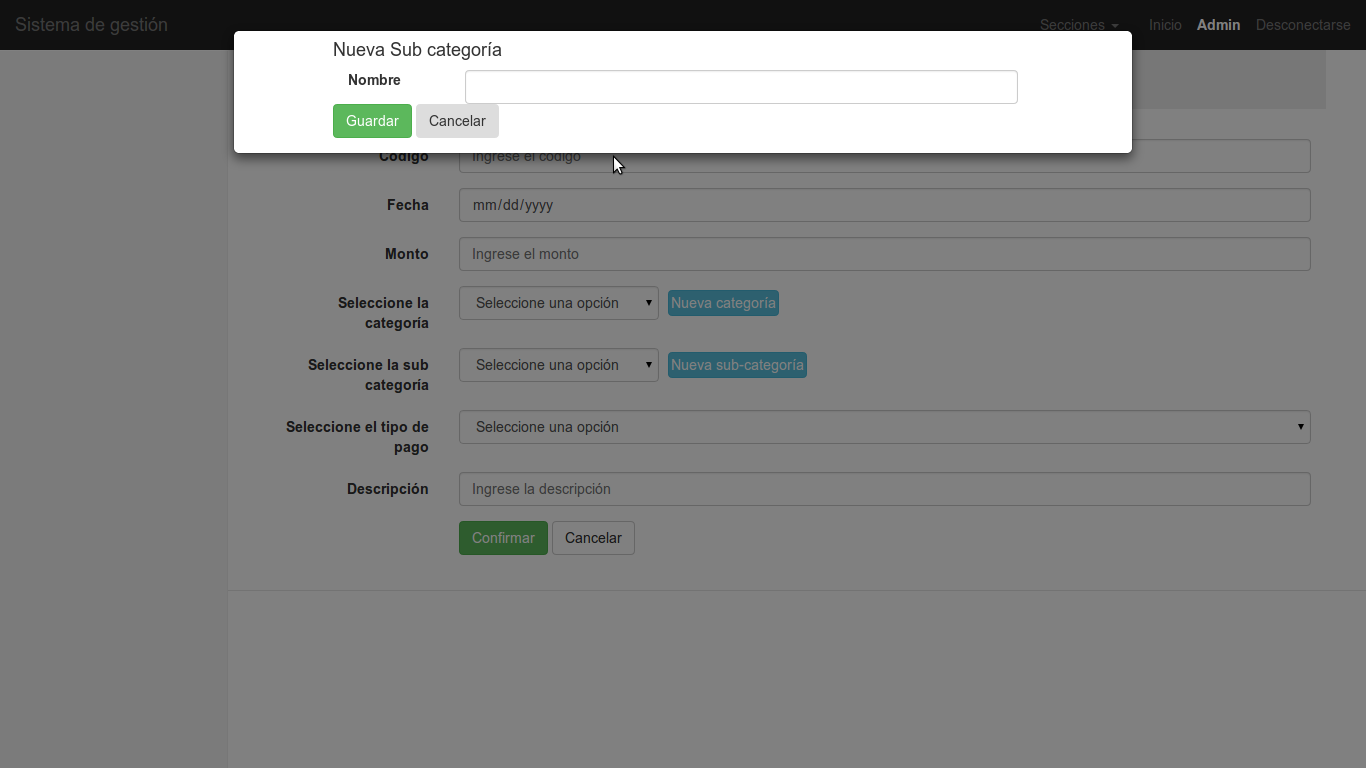 Sistema de gestión
Secciones Inicio Admin Desconectarse
Nueva Sub categoría
Nombre
Guardar Cancelar
Código Ingrese el código
Fecha mm/dd/yyyy
Monto Ingrese el monto
Seleccione la
categoría
Seleccione una opción Nueva categoría
Seleccione la sub
categoría
Seleccione una opción Nueva sub-categoría
Seleccione el tipo de
pago
Seleccione una opción
Descripción Ingrese la descripción
Confirmar Cancelar